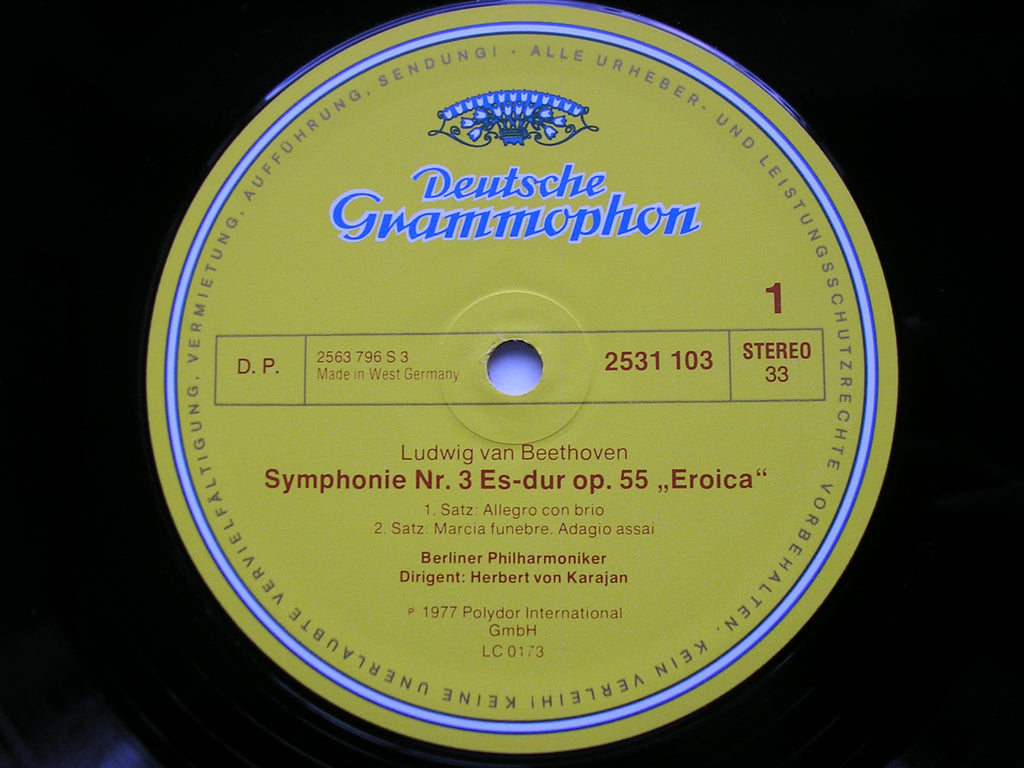 ALLE URHEBER- UND LEISTUNGSSCHUTZRECHTE VORBEHALTEN. KEIN VERLEIH! KEINE UNERLAUBTE VERVIELFÄLTIGUNG, VERMIETUNG, AUFFÜHRUNG, SENDUNG! ·
Deutsche
Grammophon
1
D. P.
2563 796 S 3
Made in West Germany
2531 103
STEREO
33
Ludwig van Beethoven
Symphonie Nr. 3 Es-dur op. 55 „Eroica“
1. Satz: Allegro con brio
2. Satz: Marcia funebre. Adagio assai
Berliner Philharmoniker
Dirigent: Herbert von Karajan
℗ 1977 Polydor International
GmbH
LC 0173